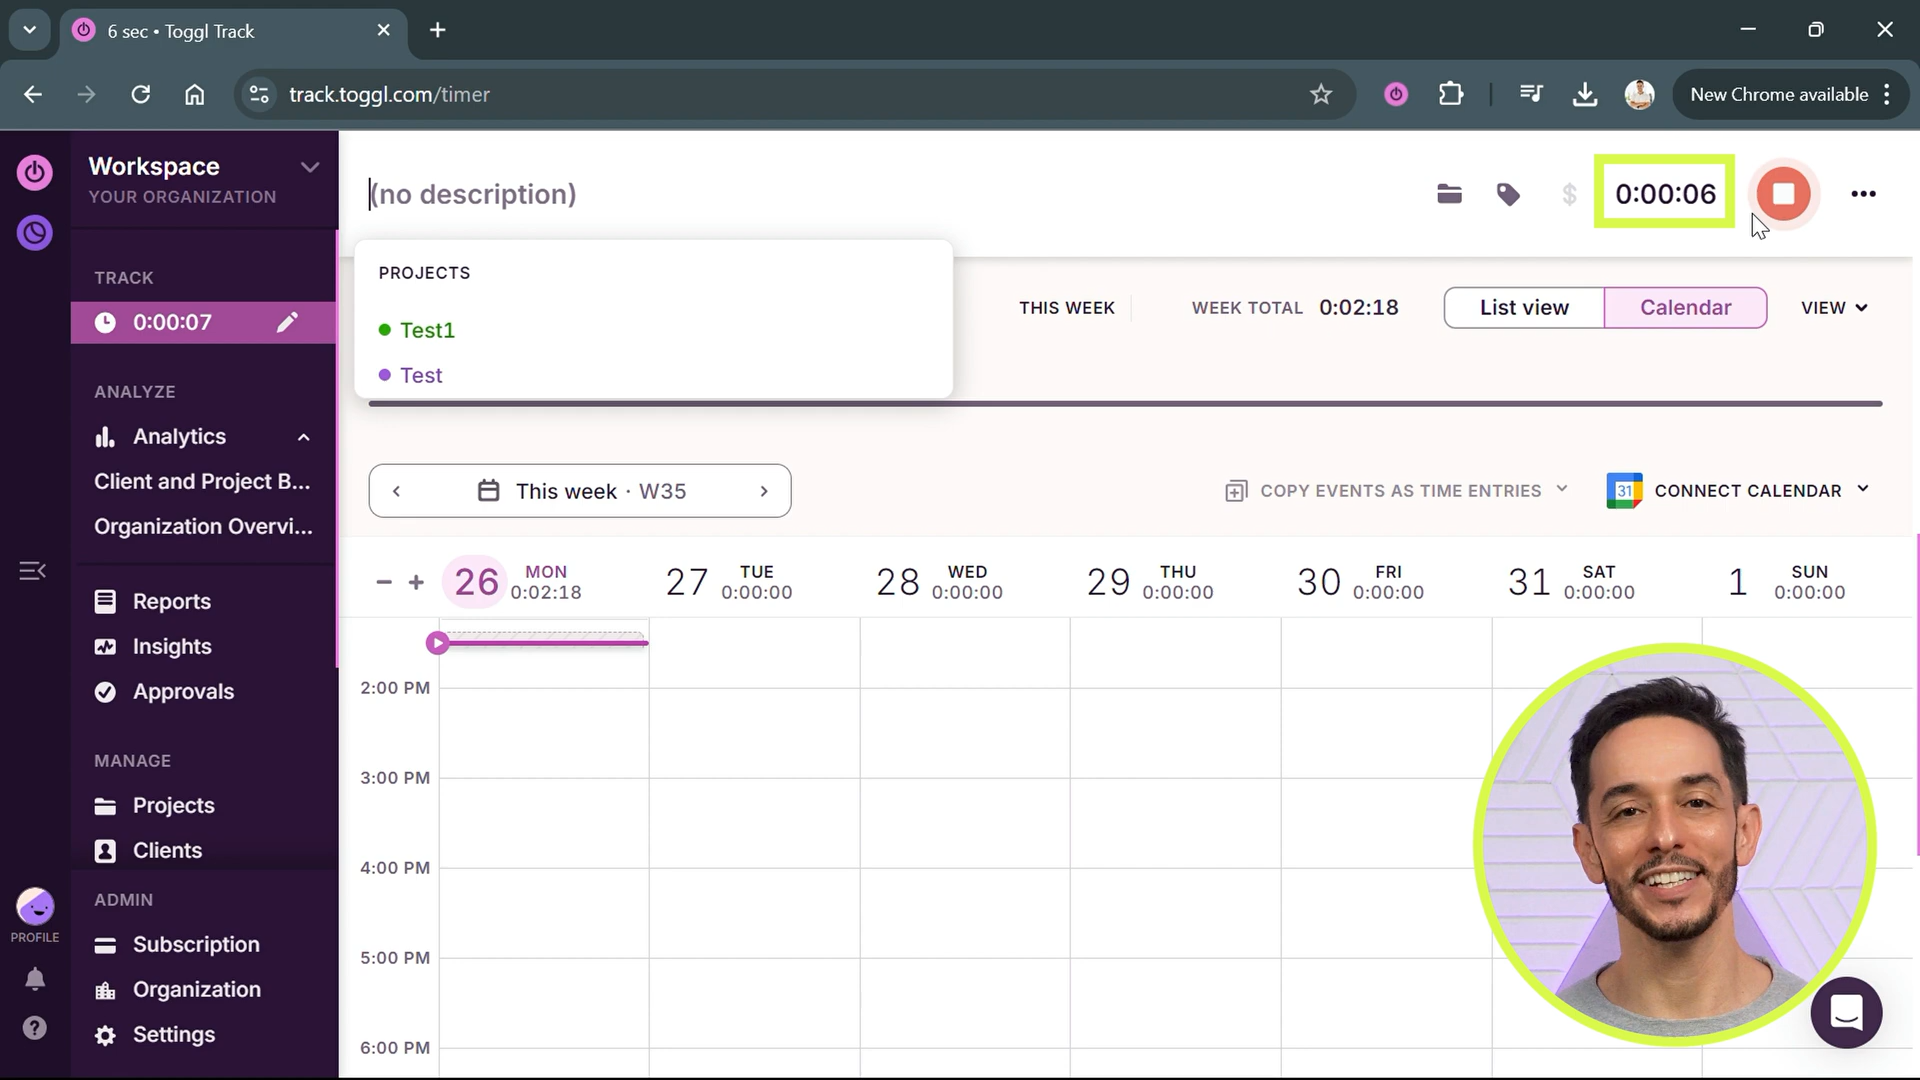 6 sec • Toggl Track
track.toggl.com/timer
New Chrome available
Workspace
YOUR ORGANIZATION
(no description)
$
0:00:06
PROJECTS
Test1
Test
THIS WEEK
WEEK TOTAL 0:02:18
List view
Calendar
VIEW
TRACK
0:00:07
ANALYZE
Analytics
Client and Project B...
Organization Overvi...
Reports
Insights
Approvals
MANAGE
Projects
Clients
PROFILE
ADMIN
Subscription
Organization
Settings
This week · W35
COPY EVENTS AS TIME ENTRIES
31
CONNECT CALENDAR
26 MON 0:02:18
27 TUE 0:00:00
28 WED 0:00:00
29 THU 0:00:00
30 FRI 0:00:00
31 SAT 0:00:00
1 SUN 0:00:00
2:00 PM
3:00 PM
4:00 PM
5:00 PM
6:00 PM